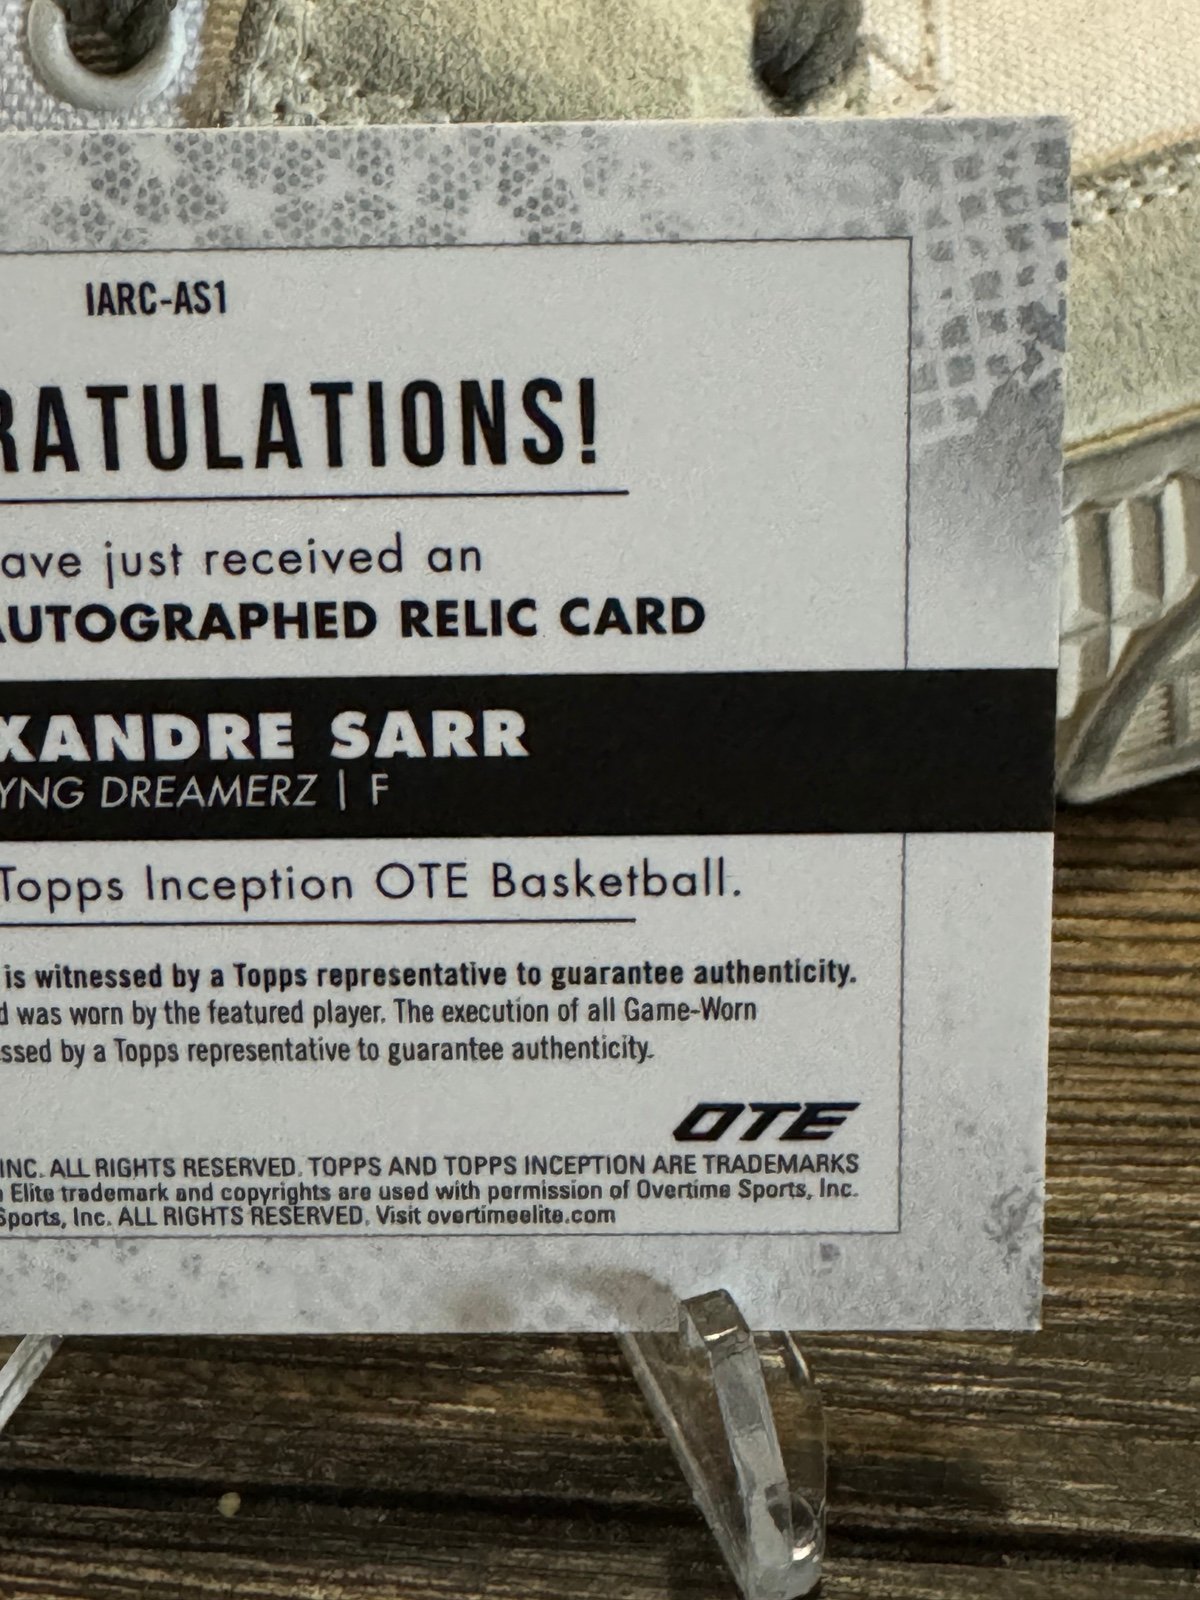 IARC-AS1
RATULATIONS!
ave just received an
AUTOGRAPHED RELIC CARD
XANDRE SARR
YNG DREAMERZ | F
Topps Inception OTE Basketball.
is witnessed by a Topps representative to guarantee authenticity.
d was worn by the featured player. The execution of all Game-Worn
ssed by a Topps representative to guarantee authenticity.
OTE
INC. ALL RIGHTS RESERVED. TOPPS AND TOPPS INCEPTION ARE TRADEMARKS
Elite trademark and copyrights are used with permission of Overtime Sports, Inc.
Sports, Inc. ALL RIGHTS RESERVED. Visit overtimeelite.com